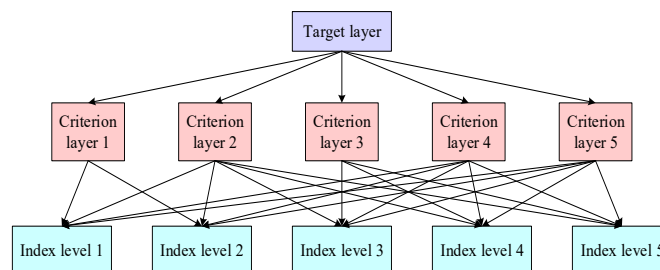 Target layer
Criterion
layer 1
Criterion
layer 2
Criterion
layer 3
Criterion
layer 4
Criterion
layer 5
Index level 1
Index level 2
Index level 3
Index level 4
Index level 5